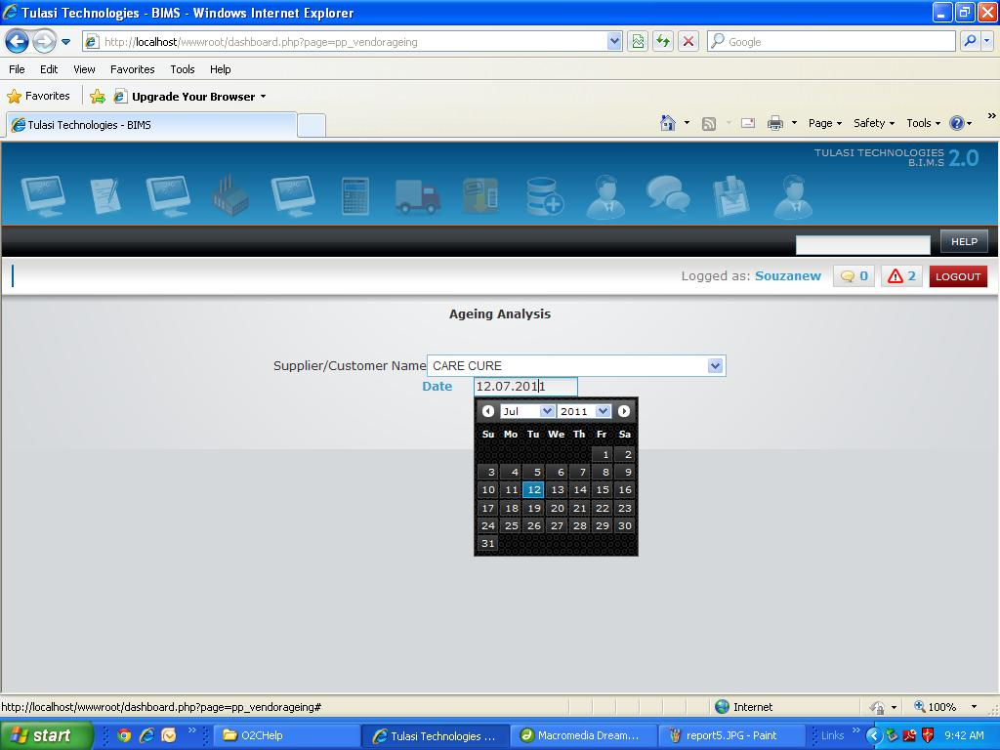 Tulasi Technologies - BIMS - Windows Internet Explorer
http://localhost/wwwroot/dashboard.php?page=pp_vendorageing
Google
File Edit View Favorites Tools Help
Favorites Upgrade Your Browser
Tulasi Technologies - BIMS
Page Safety Tools
TULASI TECHNOLOGIES
B.I.M.S 2.0
HELP
Logged as: Souzanew 0 2 LOGOUT
Ageing Analysis
Supplier/Customer Name CARE CURE
Date 12.07.2011
Jul 2011
Su Mo Tu We Th Fr Sa
1 2
3 4 5 6 7 8 9
10 11 12 13 14 15 16
17 18 19 20 21 22 23
24 25 26 27 28 29 30
31
http://localhost/wwwroot/dashboard.php?page=pp_vendorageing# Internet 100%
start O2CHelp Tulasi Technologies ... Macromedia Dream... report5.JPG - Paint Links 9:42 AM